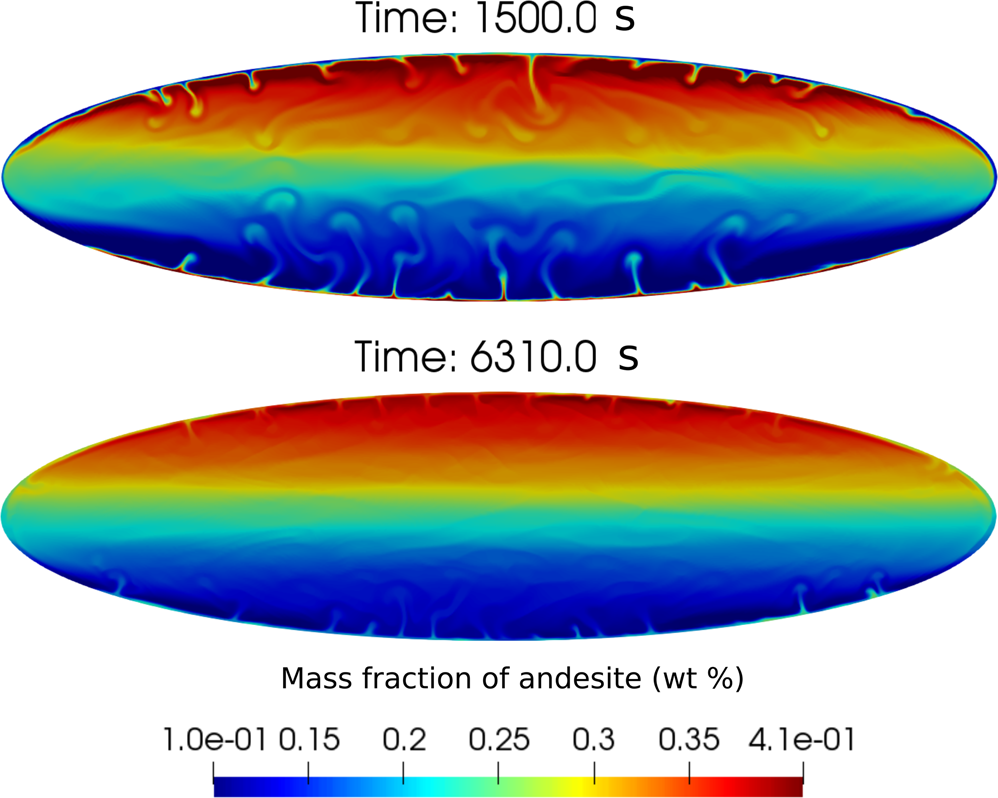 Time: 1500.0 s
Time: 6310.0 s
Mass fraction of andesite (wt %)
1.0e-01 0.15 0.2 0.25 0.3 0.35 4.1e-01